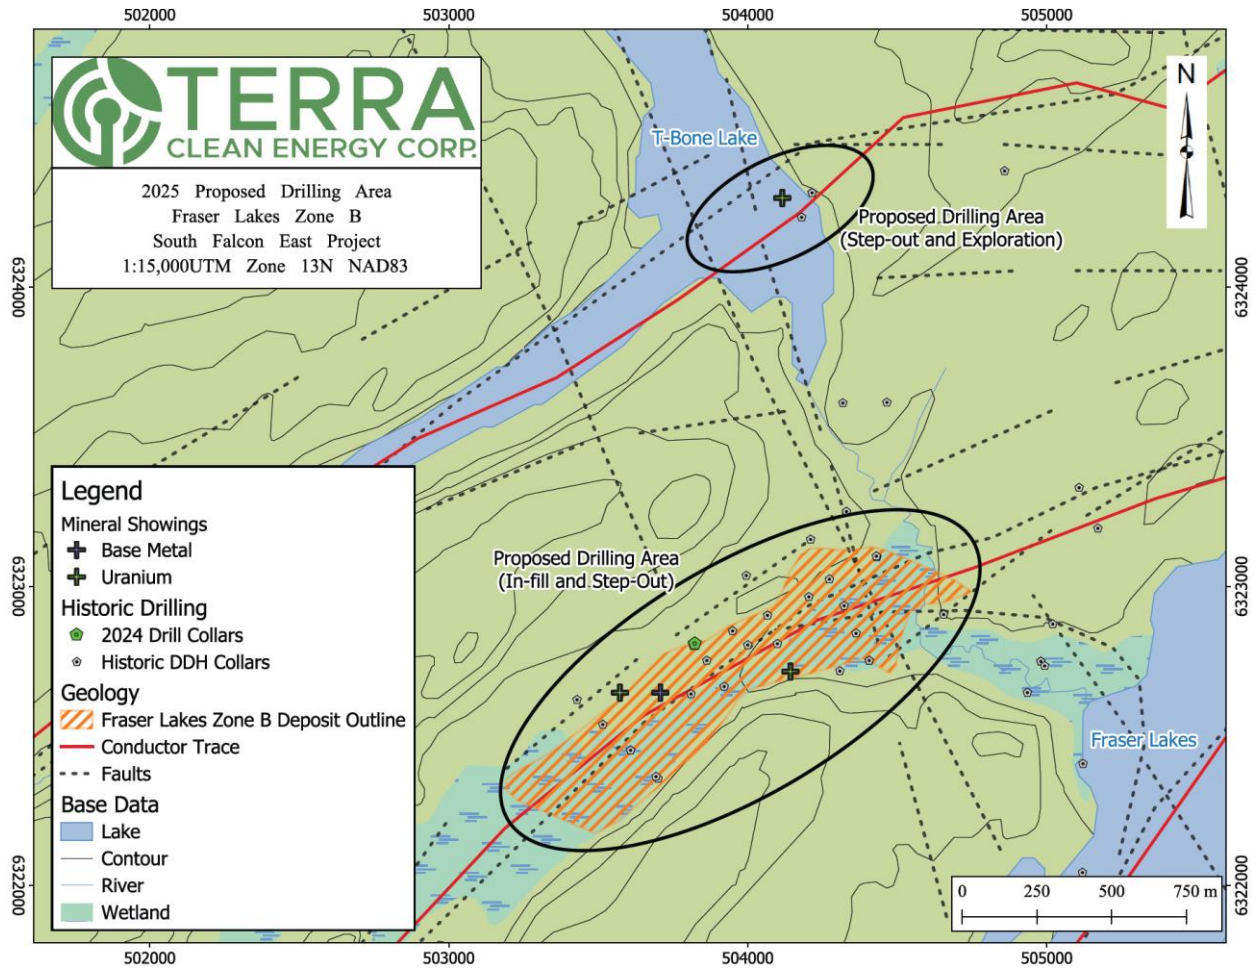 502000 503000 504000 505000
TERRA
CLEAN ENERGY CORP.
2025 Proposed Drilling Area
Fraser Lakes Zone B
South Falcon East Project
1:15,000UTM Zone 13N NAD83
N
T-Bone Lake
Proposed Drilling Area
(Step-out and Exploration)
6324000 6324000
Proposed Drilling Area
(In-fill and Step-Out)
6323000 6323000
Fraser Lakes
Legend
Mineral Showings
Base Metal
Uranium
Historic Drilling
2024 Drill Collars
Historic DDH Collars
Geology
Fraser Lakes Zone B Deposit Outline
Conductor Trace
Faults
Base Data
Lake
Contour
River
Wetland
6322000 6322000
0 250 500 750 m
502000 503000 504000 505000